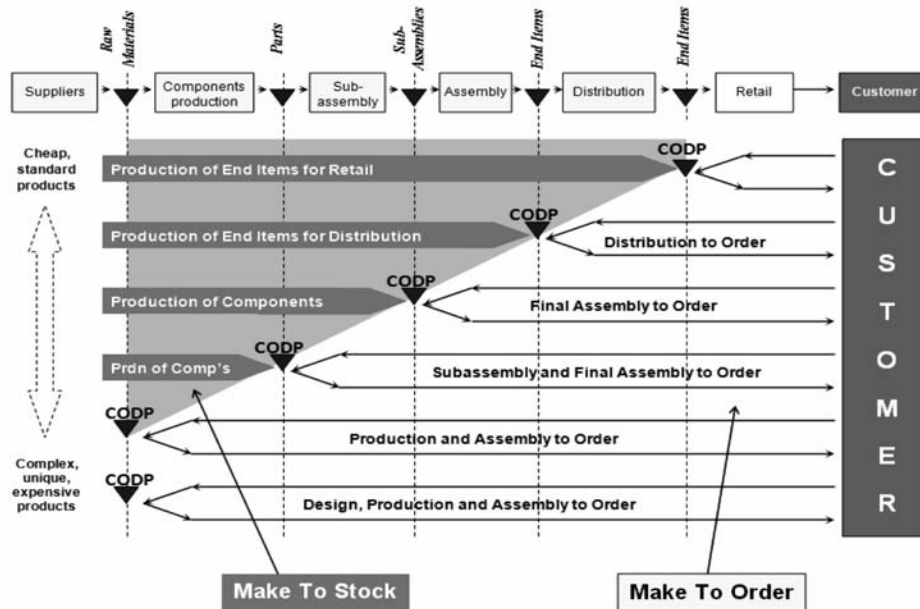 Raw
Materials
Parts
Sub-
Assemblies
End Items
End Items
Suppliers
Components
production
Sub-
assembly
Assembly
Distribution
Retail
Customer
Cheap,
standard
products
CODP
Production of End Items for Retail
CODP
Production of End Items for Distribution
Distribution to Order
CODP
Production of Components
Final Assembly to Order
CODP
Prdn of Comp's
Subassembly and Final Assembly to Order
CODP
Production and Assembly to Order
Complex,
unique,
expensive
products
CODP
Design, Production and Assembly to Order
C
U
S
T
O
M
E
R
Make To Stock
Make To Order